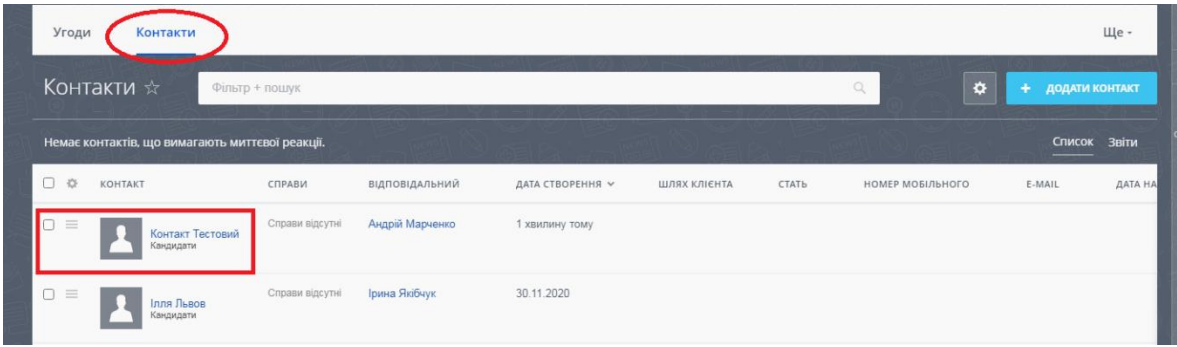 Угоди Контакти Ще
Контакти Фільтр + пошук + ДОДАТИ КОНТАКТ
Немає контактів, що вимагають миттєвої реакції. Список Звіти
КОНТАКТ СПРАВИ ВІДПОВІДАЛЬНИЙ ДАТА СТВОРЕННЯ ШЛЯХ КЛІЄНТА СТАТЬ НОМЕР МОБІЛЬНОГО E-MAIL ДАТА НА
Контакт Тестовий Справи відсутні Андрій Марченко 1 хвилину тому
Кандидати
Ілля Львов Справи відсутні Ірина Якібчук 30.11.2020
Кандидати